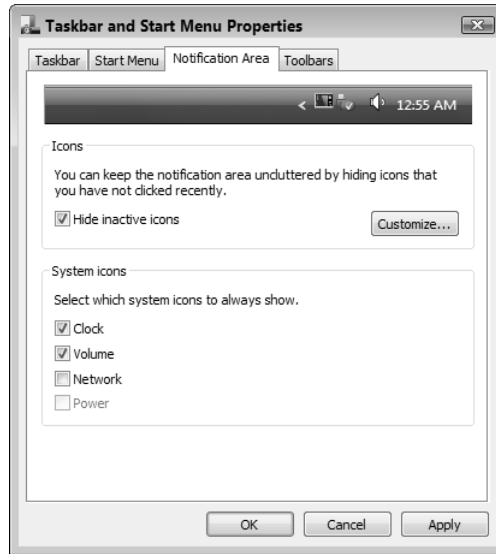 Taskbar and Start Menu Properties
Taskbar Start Menu Notification Area Toolbars
< 12:55 AM
Icons
You can keep the notification area uncluttered by hiding icons that
you have not clicked recently.
Hide inactive icons
Customize...
System icons
Select which system icons to always show.
Clock
Volume
Network
Power
OK Cancel Apply